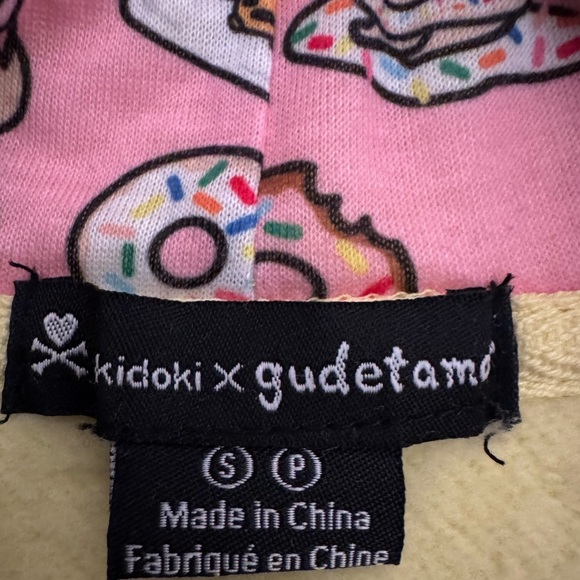 kidoki x gudetama
S P
Made in China
Fabriqué en Chine